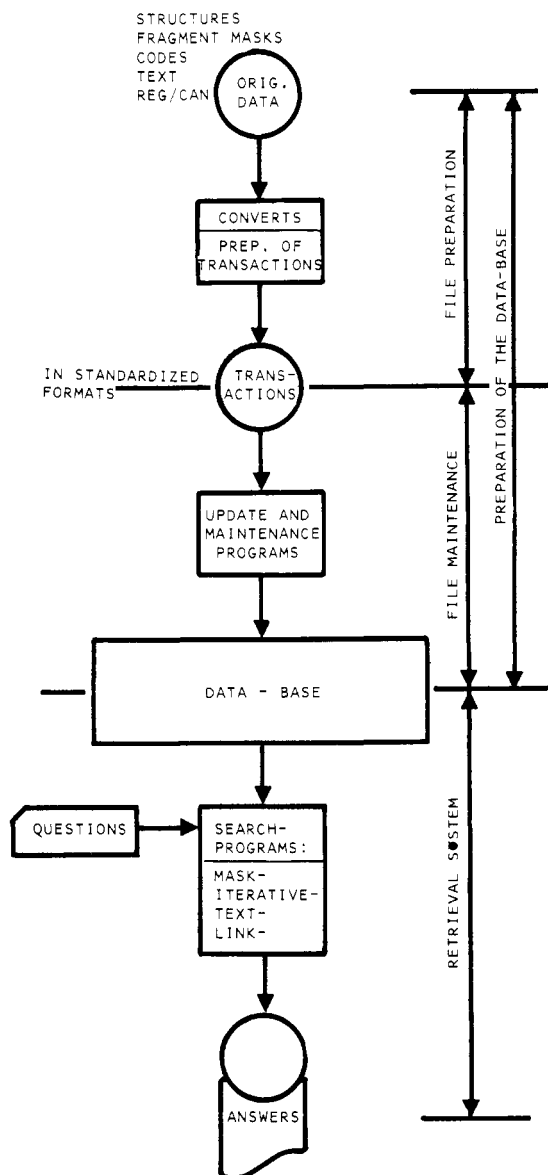 STRUCTURES
FRAGMENT MASKS
CODES
TEXT
REG/CAN
ORIG.
DATA
CONVERTS
PREP. OF
TRANSACTIONS
IN STANDARDIZED
FORMATS
TRANS-
ACTIONS
UPDATE AND
MAINTENANCE
PROGRAMS
DATA - BASE
QUESTIONS
SEARCH-
PROGRAMS:
MASK-
ITERATIVE-
TEXT-
LINK-
ANSWERS
FILE PREPARATION
PREPARATION OF THE DATA-BASE
FILE MAINTENANCE
RETRIEVAL SYSTEM